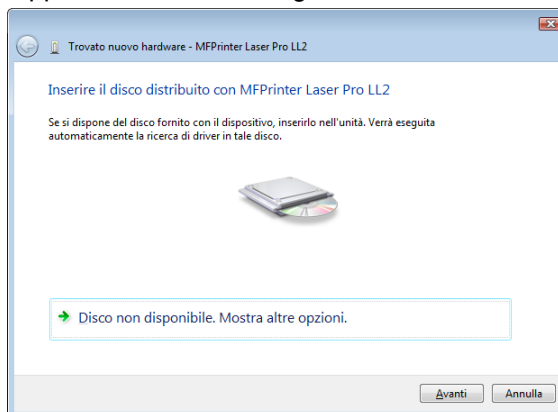 Trovato nuovo hardware - MFPrinter Laser Pro LL2
Inserire il disco distribuito con MFPrinter Laser Pro LL2
Se si dispone del disco fornito con il dispositivo, inserirlo nell'unità. Verrà eseguita
automaticamente la ricerca di driver in tale disco.
Disco non disponibile. Mostra altre opzioni.
Avanti Annulla